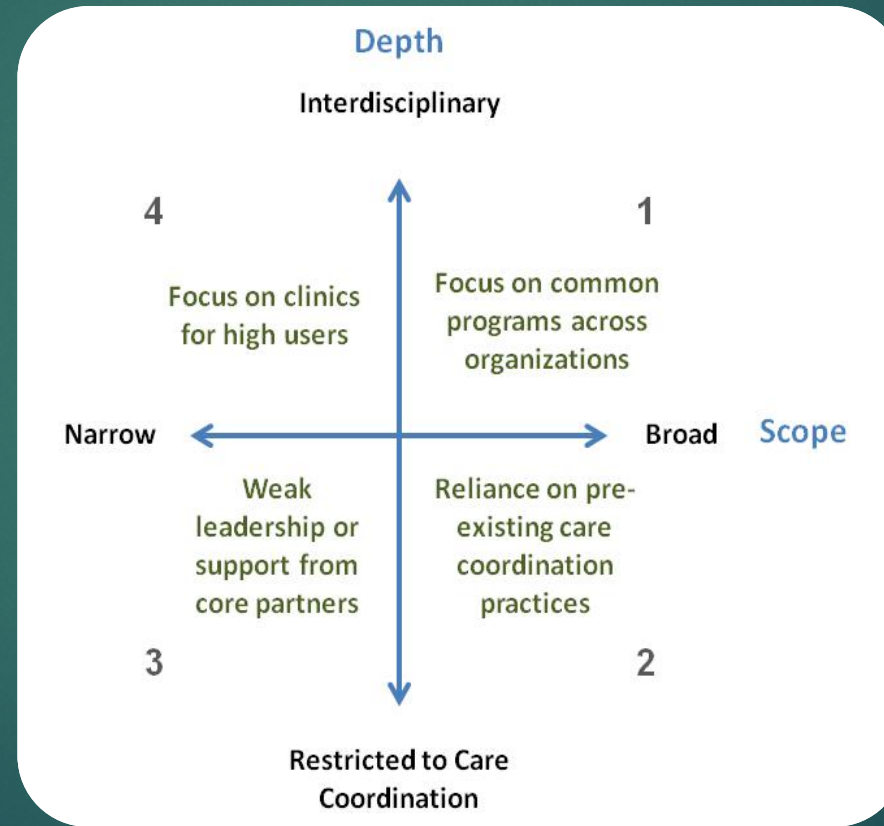 Depth
Interdisciplinary
4
1
Focus on clinics
for high users
Focus on common
programs across
organizations
Narrow
Broad
Scope
Weak
leadership or
support from
core partners
Reliance on pre-
existing care
coordination
practices
3
2
Restricted to Care
Coordination